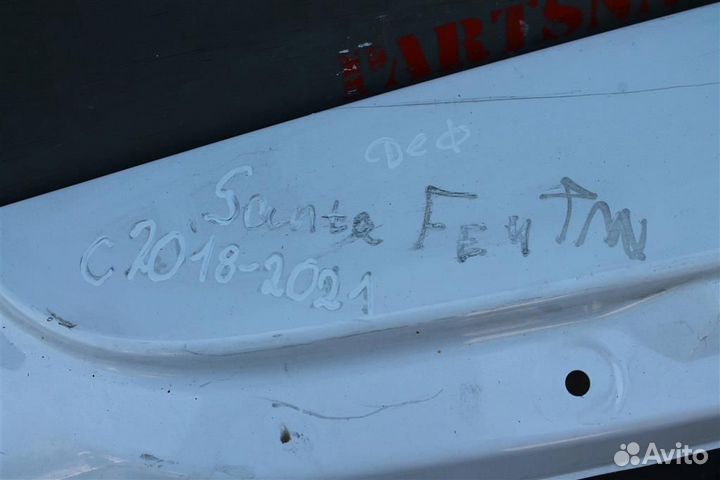 PARTSN
деф
Santa FE 4 TM
с 2018-2021
Avito